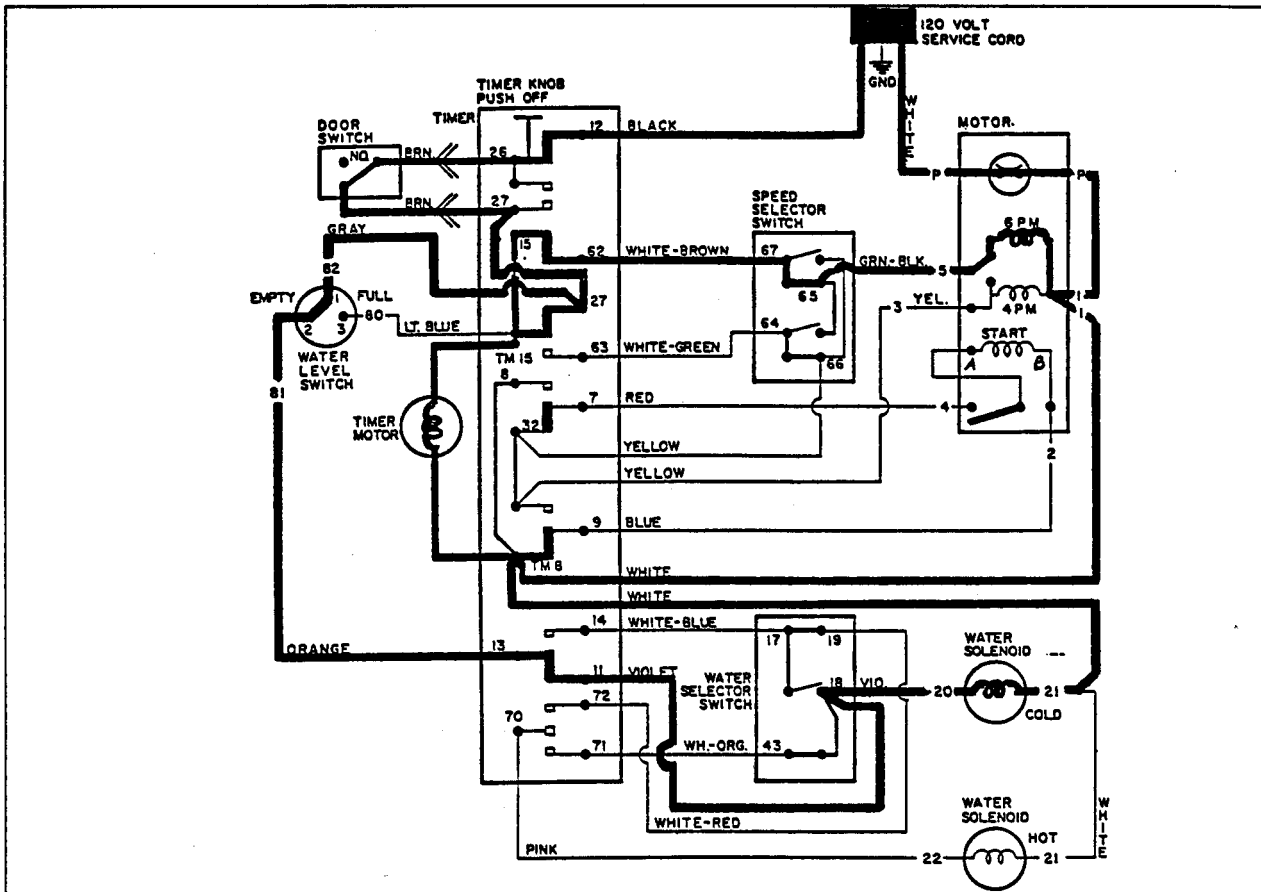 120 VOLT
SERVICE CORD
GND
WHITE
TIMER KNOB
PUSH OFF
TIMER
12 BLACK
MOTOR.
DOOR
SWITCH
NO
BRN
26
P
P
BRN
27
SPEED
SELECTOR
SWITCH
6 PM
GRAY
15
62 WHITE-BROWN
67
GRN-BLK.
5
82
EMPTY
1
FULL
27
65
1
2
3
80
LT. BLUE
3
YEL.
4 PM
1
64
START
WATER
LEVEL
SWITCH
TM 15
63 WHITE-GREEN
66
A
B
8
81
7 RED
4
TIMER
MOTOR
32
YELLOW
2
YELLOW
9 BLUE
TM 8
WHITE
WHITE
14 WHITE-BLUE
17
19
ORANGE
13
WATER
SOLENOID
11 VIOLET
WATER
SELECTOR
SWITCH
18
VIO.
20
21
72
COLD
70
71
WH.-ORG.
43
WHITE-RED
WATER
SOLENOID
HOT
WHITE
PINK
22
21